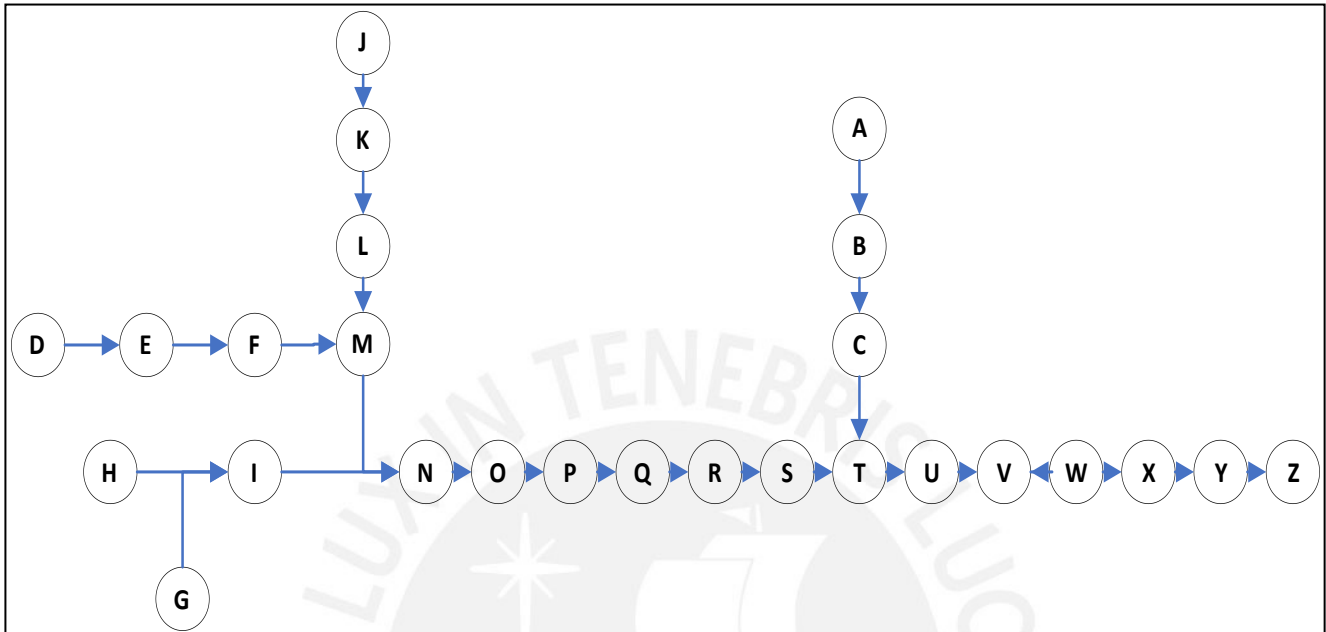 J
A
K
B
L
D E F M C
H I N O P Q R S T U V W X Y Z
G
LUX IN TENEBRIS LUC